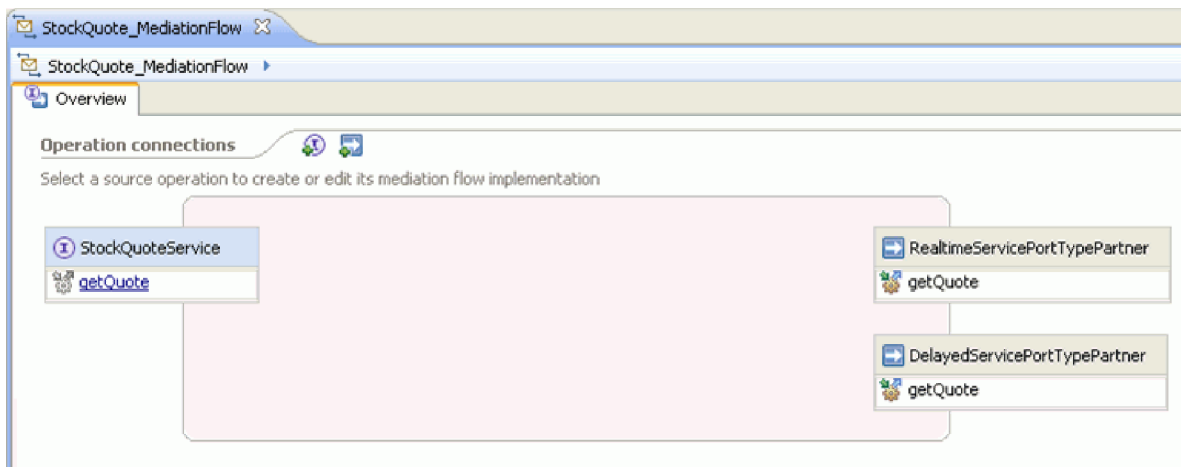 StockQuote_MediationFlow
StockQuote_MediationFlow
Overview
Operation connections
Select a source operation to create or edit its mediation flow implementation
StockQuoteService
getQuote
RealtimeServicePortTypePartner
getQuote
DelayedServicePortTypePartner
getQuote